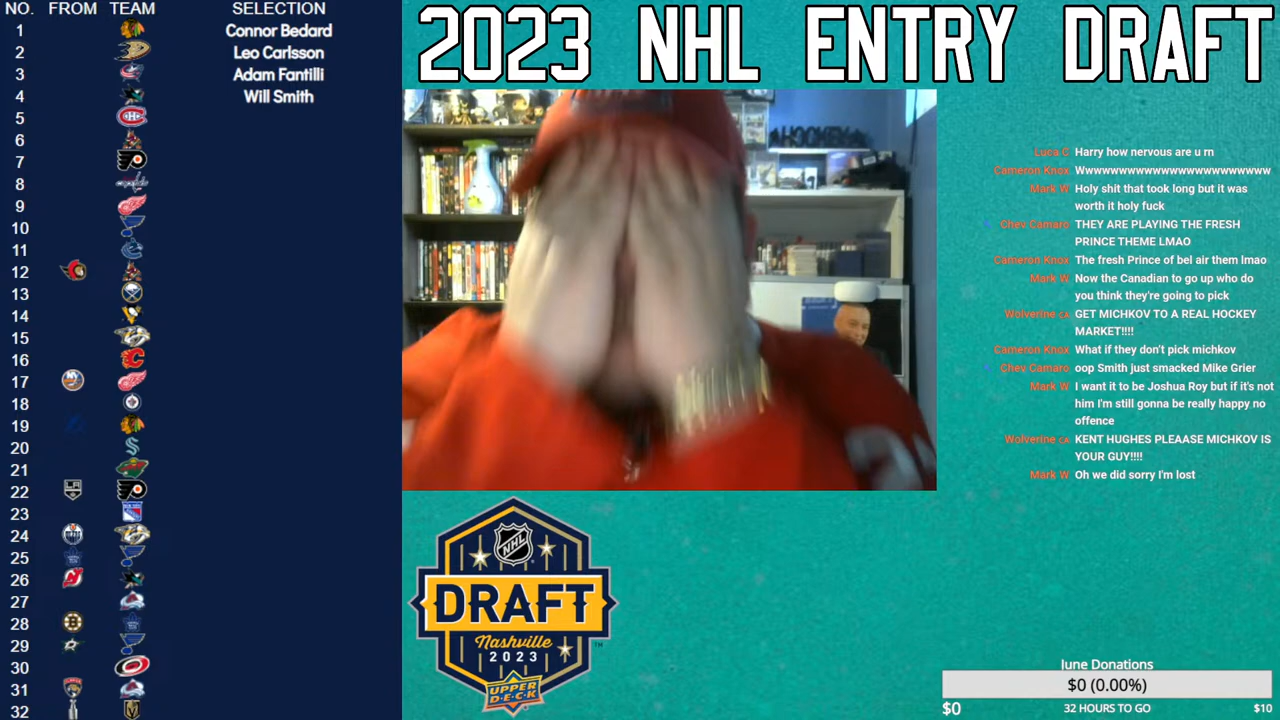 NO. FROM TEAM SELECTION
1 Connor Bedard
2 Leo Carlsson
3 Adam Fantilli
4 Will Smith
5
6
7
8
9
10
11
12
13
14
15
16
17
18
19
20
21
22
23
24
25
26
27
28
29
30
31
32
2023 NHL ENTRY DRAFT
HOCKEY
Luca C Harry how nervous are u rn
Cameron Knox Wwwwwwwwwwwwwwwwwwwwwww
Mark W Holy shit that took long but it was
worth it holy fuck
Chev Camaro THEY ARE PLAYING THE FRESH
PRINCE THEME LMAO
Cameron Knox The fresh Prince of bel air them lmao
Mark W Now the Canadian to go up who do
you think they're going to pick
Wolverine CA GET MICHKOV TO A REAL HOCKEY
MARKET!!!!
Cameron Knox What if they don't pick michkov
Chev Camaro oop Smith just smacked Mike Grier
Mark W I want it to be Joshua Roy but if it's not
him I'm still gonna be really happy no
offence
Wolverine CA KENT HUGHES PLEAASE MICHKOV IS
YOUR GUY!!!!
Mark W Oh we did sorry I'm lost
NHL
DRAFT
TM
Nashville
2023
UPPER
DECK
June Donations
$0 (0.00%)
$0 32 HOURS TO GO $10